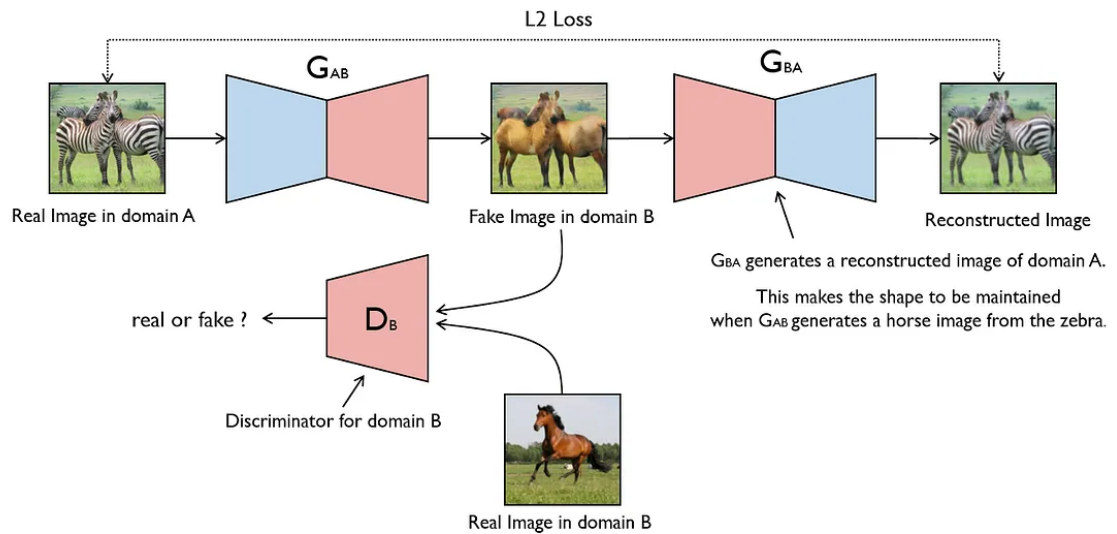 L2 Loss
GAB
GBA
Real Image in domain A
Fake Image in domain B
Reconstructed Image
GBA generates a reconstructed image of domain A.
This makes the shape to be maintained
when GAB generates a horse image from the zebra.
real or fake ?
DB
Discriminator for domain B
Real Image in domain B